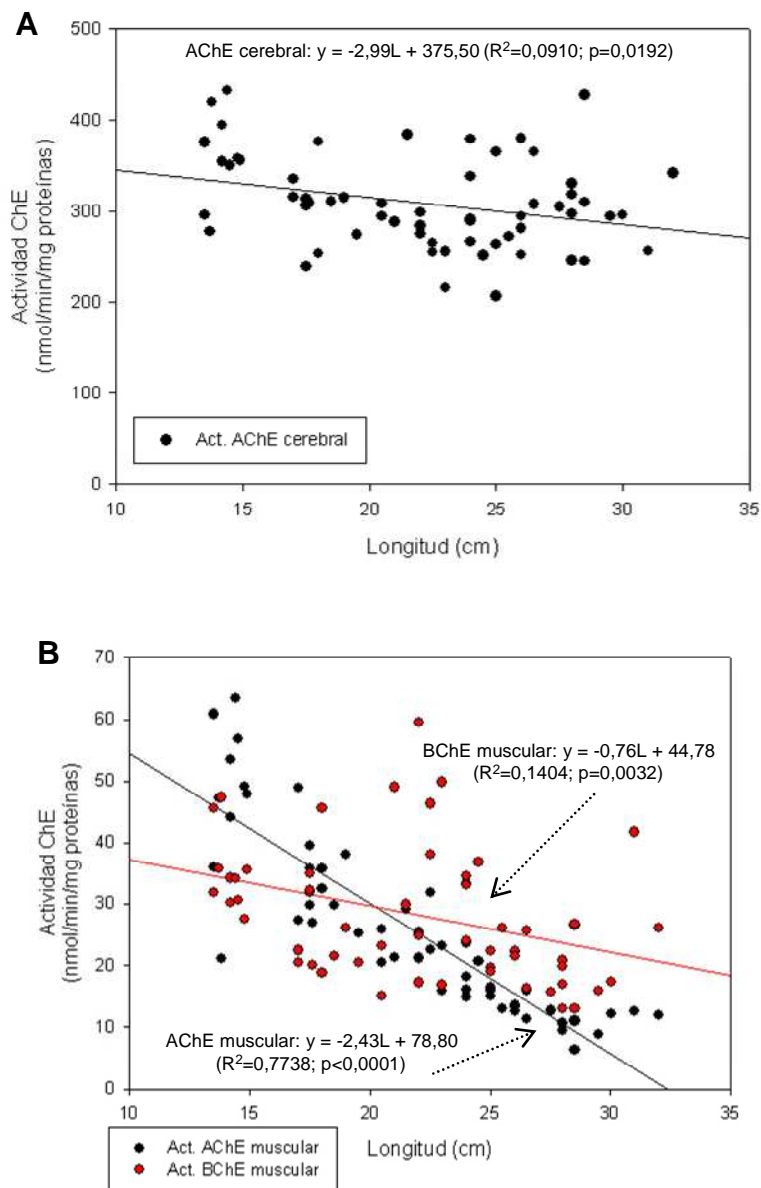 A
AChE cerebral: y = -2,99L + 375,50 (R²=0,0910; p=0,0192)
500
400
300
200
100
0
Actividad ChE
(nmol/min/mg proteínas)
Act. AChE cerebral
10 15 20 25 30 35
Longitud (cm)
B
70
60
50
40
30
20
10
0
Actividad ChE
(nmol/min/mg proteínas)
BChE muscular: y = -0,76L + 44,78
(R²=0,1404; p=0,0032)
AChE muscular: y = -2,43L + 78,80
(R²=0,7738; p<0,0001)
10 15 20 25 30 35
Longitud (cm)
Act. AChE muscular
Act. BChE muscular